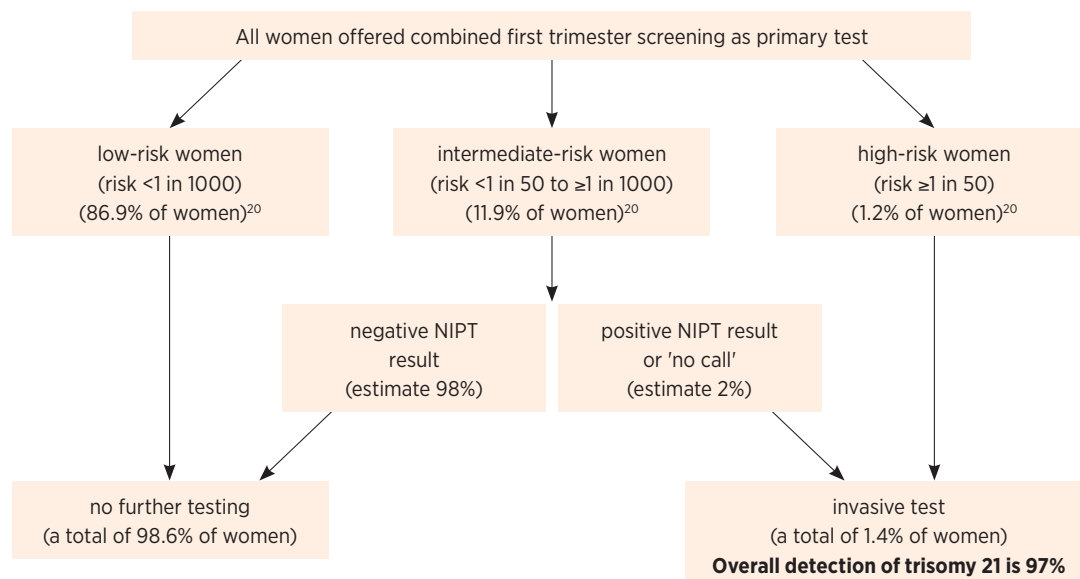 All women offered combined first trimester screening as primary test
low-risk women
(risk <1 in 1000)
(86.9% of women)²⁰
intermediate-risk women
(risk <1 in 50 to ≥1 in 1000)
(11.9% of women)²⁰
high-risk women
(risk ≥1 in 50)
(1.2% of women)²⁰
negative NIPT
result
(estimate 98%)
positive NIPT result
or 'no call'
(estimate 2%)
no further testing
(a total of 98.6% of women)
invasive test
(a total of 1.4% of women)
Overall detection of trisomy 21 is 97%